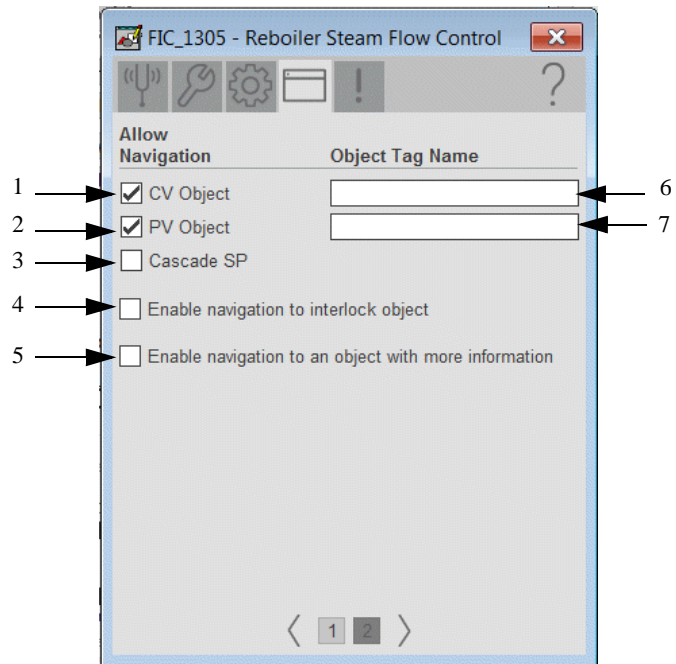 FIC_1305 - Reboiler Steam Flow Control
Allow
Navigation Object Tag Name
1 CV Object 6
2 PV Object 7
3 Cascade SP
4 Enable navigation to interlock object
5 Enable navigation to an object with more information
1 2